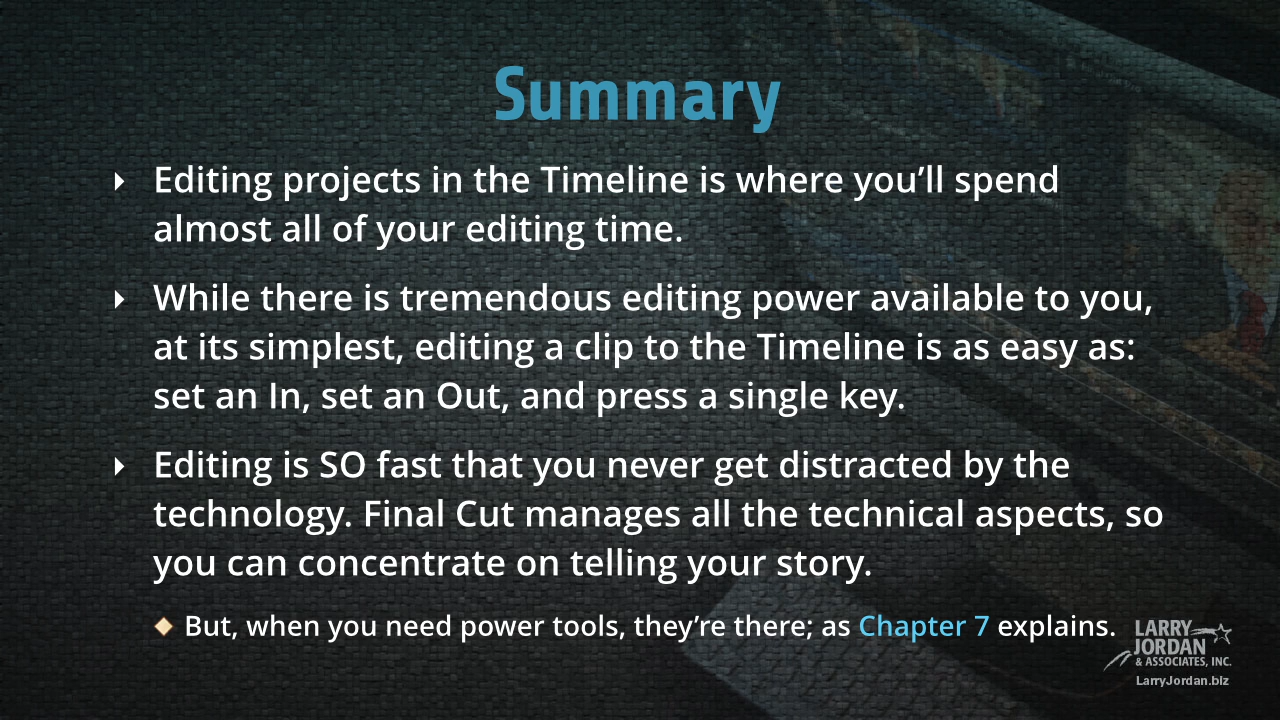 Summary
Editing projects in the Timeline is where you’ll spend
almost all of your editing time.
While there is tremendous editing power available to you,
at its simplest, editing a clip to the Timeline is as easy as:
set an In, set an Out, and press a single key.
Editing is SO fast that you never get distracted by the
technology. Final Cut manages all the technical aspects, so
you can concentrate on telling your story.
But, when you need power tools, they’re there; as Chapter 7 explains.
LARRY
JORDAN
& ASSOCIATES, INC.
LarryJordan.biz